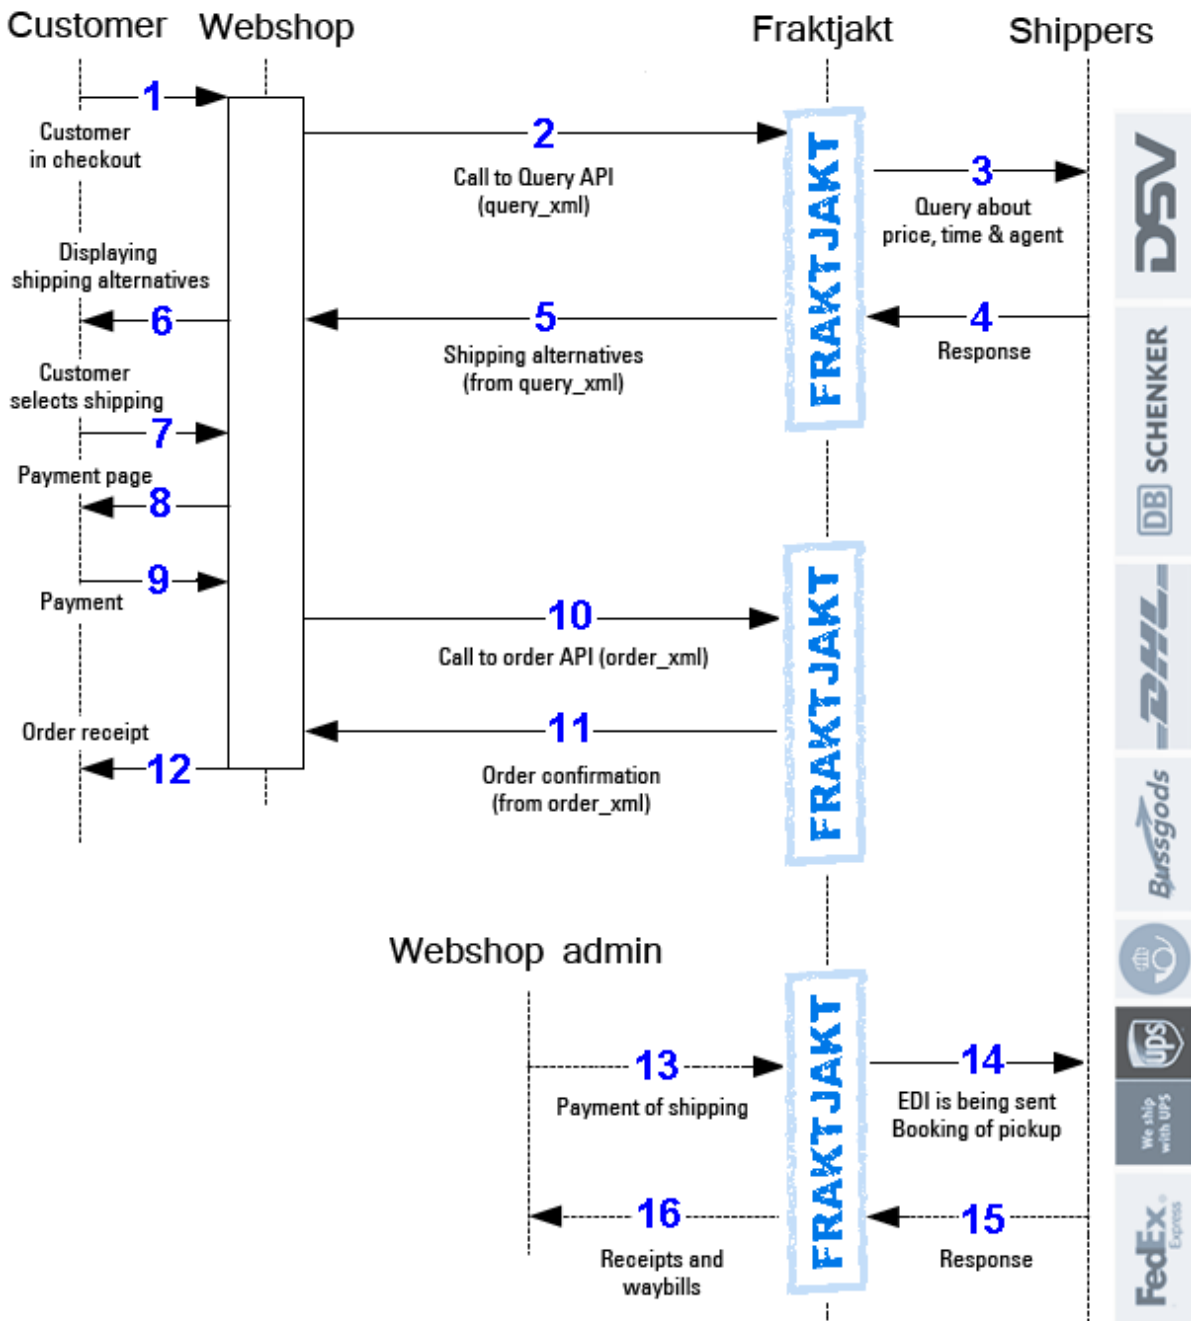 Customer
Webshop
Fraktjakt
Shippers
1
Customer
in checkout
2
Call to Query API
(query_xml)
3
Query about
price, time & agent
FRAKTJAKT
4
Response
5
Shipping alternatives
(from query_xml)
Displaying
shipping alternatives
6
Customer
selects shipping
7
Payment page
8
9
Payment
10
Call to order API (order_xml)
FRAKTJAKT
11
Order confirmation
(from order_xml)
Order receipt
12
Webshop admin
13
Payment of shipping
FRAKTJAKT
14
EDI is being sent
Booking of pickup
15
Response
16
Receipts and
waybills
DSV
DB SCHENKER
DHL
Bussgods
ups
We ship
with UPS
FedEx®
Express